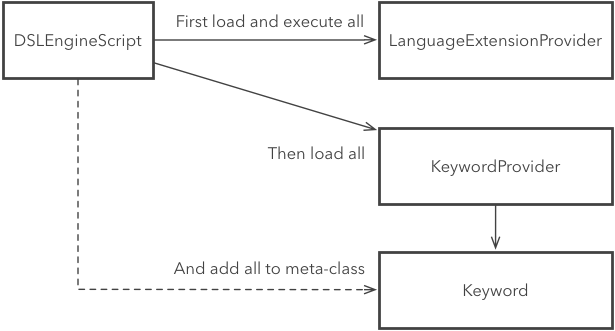 First load and execute all
DSLEngineScript
LanguageExtensionProvider
Then load all
KeywordProvider
And add all to meta-class
Keyword